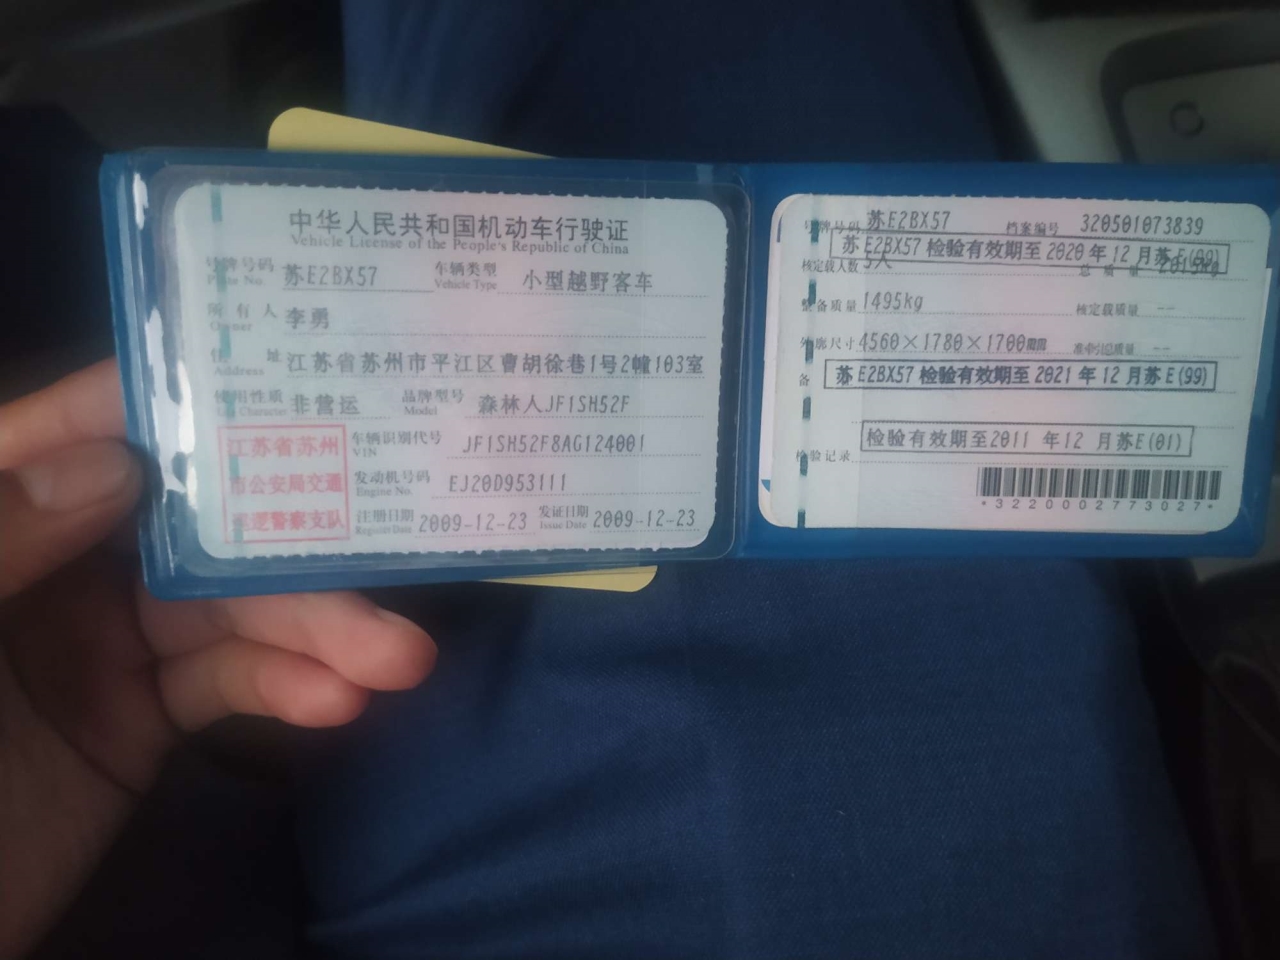 中华人民共和国机动车行驶证
Vehicle License of the People's Republic of China
号牌号码 苏E2BX57 车辆类型 小型越野客车
Plate No. Vehicle Type
所有人 李勇
Owner
住址 江苏省苏州市平江区曹胡徐巷1号2幢103室
Address
使用性质 非营运 品牌型号 森林人JF1SH52F
Use Character Model
江苏省苏州
市公安局交通
巡逻警察支队
车辆识别代号 JF1SH52F8AG124001
VIN
发动机号码 EJ20D953111
Engine No.
注册日期 2009-12-23 发证日期 2009-12-23
Register Date Issue Date
号牌号码 苏E2BX57 档案编号 320501073839
苏E2BX57 检验有效期至 2020 年 12 月苏E(99)
核定载人数 5人 总质量
整备质量 1495kg 核定载质量 --
外廓尺寸 4560×1780×1700 准牵引总质量 --
备
苏E2BX57 检验有效期至 2021 年 12 月苏E(99)
检验有效期至2011 年12 月苏E(01)
检验记录
*3220002773027*